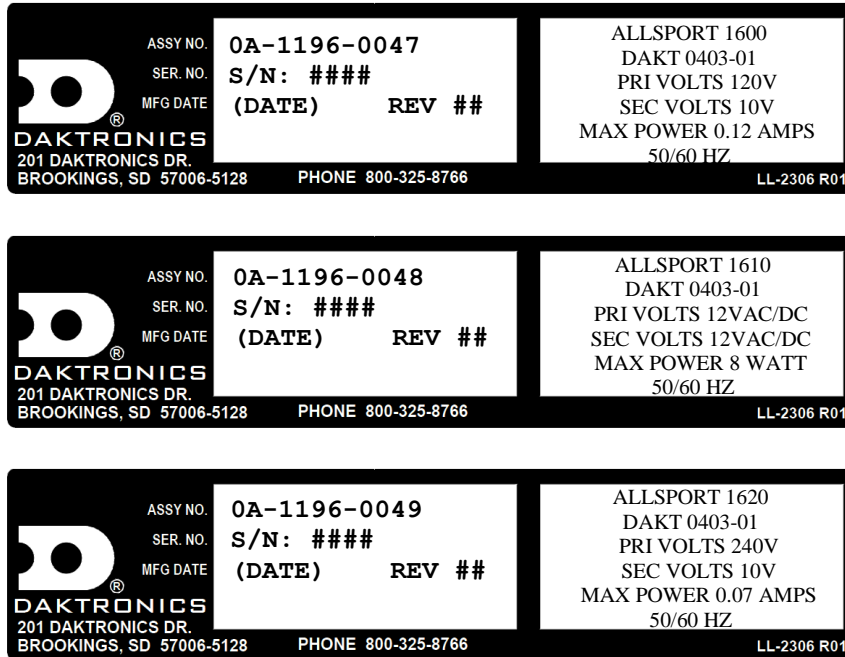 ASSY NO. 0A-1196-0047
SER. NO. S/N: ####
MFG DATE (DATE) REV ##
®
DAKTRONICS
201 DAKTRONICS DR.
BROOKINGS, SD 57006-5128 PHONE 800-325-8766
ALLSPORT 1600
DAKT 0403-01
PRI VOLTS 120V
SEC VOLTS 10V
MAX POWER 0.12 AMPS
50/60 HZ
LL-2306 R01
ASSY NO. 0A-1196-0048
SER. NO. S/N: ####
MFG DATE (DATE) REV ##
®
DAKTRONICS
201 DAKTRONICS DR.
BROOKINGS, SD 57006-5128 PHONE 800-325-8766
ALLSPORT 1610
DAKT 0403-01
PRI VOLTS 12VAC/DC
SEC VOLTS 12VAC/DC
MAX POWER 8 WATT
50/60 HZ
LL-2306 R01
ASSY NO. 0A-1196-0049
SER. NO. S/N: ####
MFG DATE (DATE) REV ##
®
DAKTRONICS
201 DAKTRONICS DR.
BROOKINGS, SD 57006-5128 PHONE 800-325-8766
ALLSPORT 1620
DAKT 0403-01
PRI VOLTS 240V
SEC VOLTS 10V
MAX POWER 0.07 AMPS
50/60 HZ
LL-2306 R01